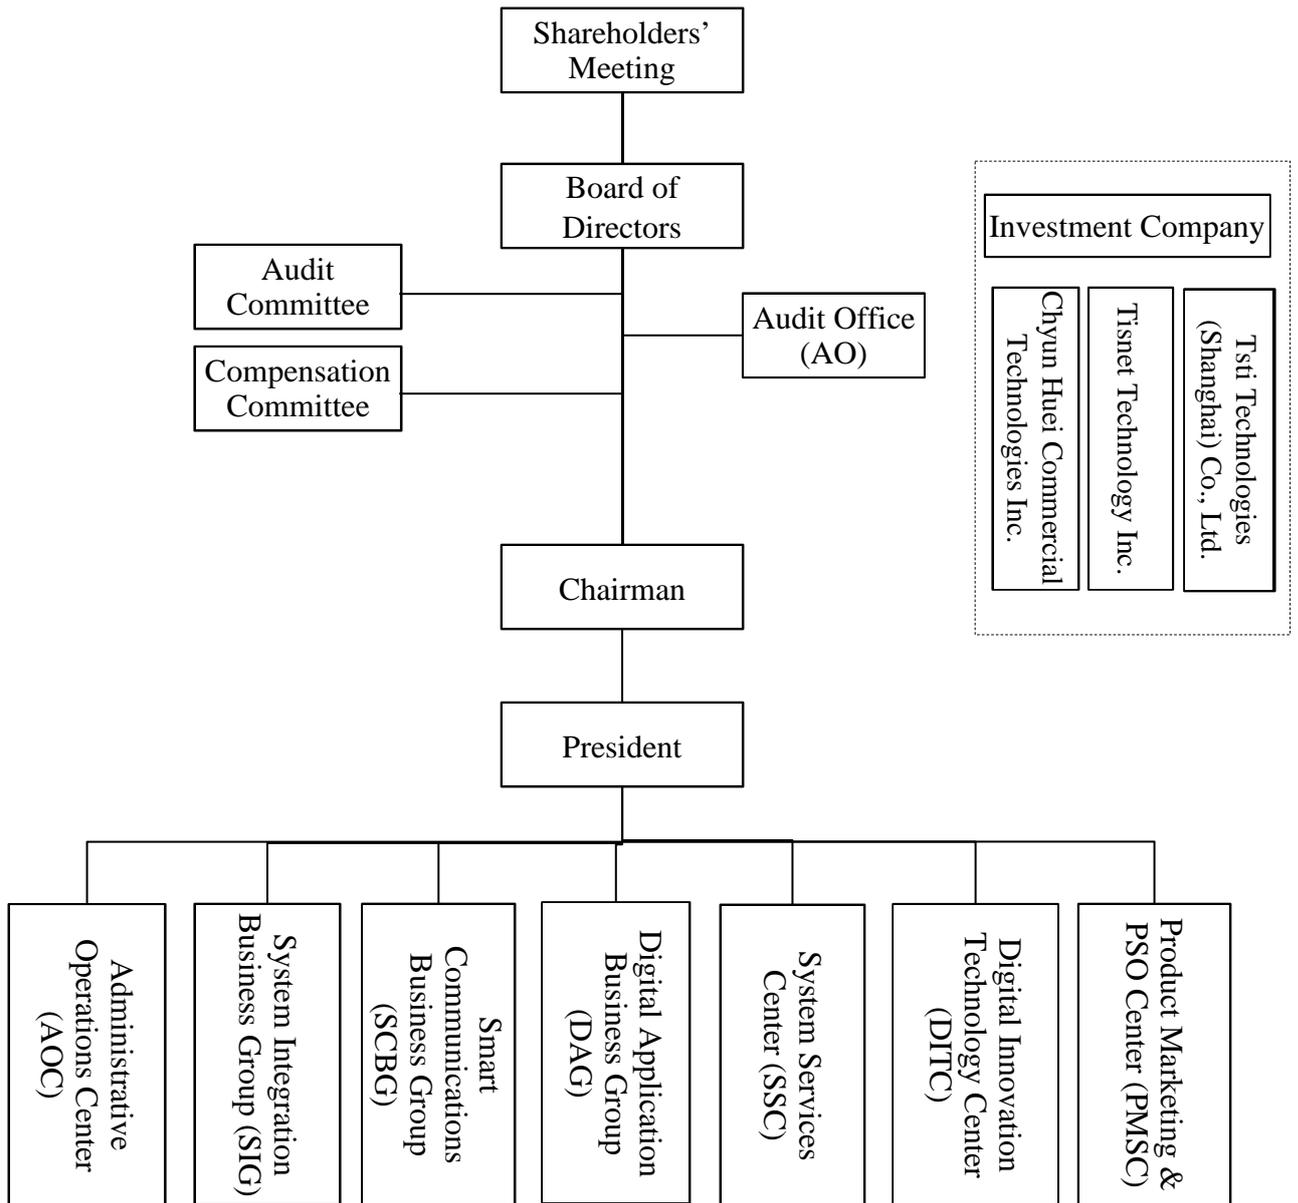 Shareholders’
Meeting
Board of
Directors
Audit
Committee
Audit Office
(AO)
Compensation
Committee
Chairman
President
Investment Company
Chyun Huei Commercial
Technologies Inc.
Tisnet Technology Inc.
Tsti Technologies
(Shanghai) Co., Ltd.
Administrative
Operations Center
(AOC)
System Integration
Business Group (SIG)
Smart
Communications
Business Group
(SCBG)
Digital Application
Business Group
(DAG)
System Services
Center (SSC)
Digital Innovation
Technology Center
(DITC)
Product Marketing &
PSO Center (PMSC)